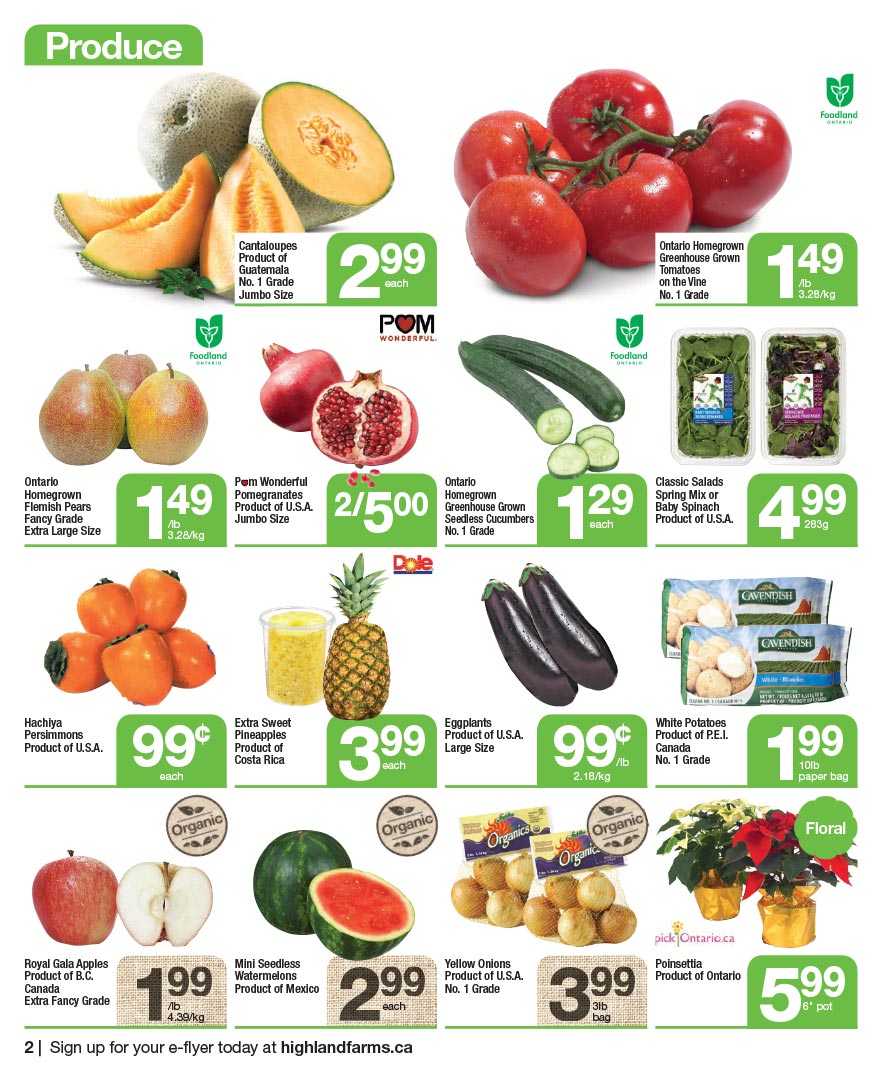 Produce
Foodland
ONTARIO
Cantaloupes
Product of
Guatemala
No. 1 Grade
Jumbo Size
2.99
each
Ontario Homegrown
Greenhouse Grown
Tomatoes
on the Vine
No. 1 Grade
1.49
/lb
3.28/kg
Foodland
ONTARIO
Ontario
Homegrown
Flemish Pears
Fancy Grade
Extra Large Size
1.49
/lb
3.28/kg
POM
WONDERFUL.
Pom Wonderful
Pomegranates
Product of U.S.A.
Jumbo Size
2/5.00
Foodland
ONTARIO
Ontario
Homegrown
Greenhouse Grown
Seedless Cucumbers
No. 1 Grade
1.29
each
BABY SPINACH
SPRING MIX
Classic Salads
Spring Mix or
Baby Spinach
Product of U.S.A.
4.99
283g
Hachiya
Persimmons
Product of U.S.A.
99¢
each
Dole
Extra Sweet
Pineapples
Product of
Costa Rica
3.99
each
Eggplants
Product of U.S.A.
Large Size
99¢
/lb
2.18/kg
CAVENDISH
CAVENDISH
White • Blanches
White Potatoes
Product of P.E.I.
Canada
No. 1 Grade
1.99
10lb
paper bag
Organic
Royal Gala Apples
Product of B.C.
Canada
Extra Fancy Grade
1.99
/lb
4.39/kg
Organic
Mini Seedless
Watermelons
Product of Mexico
2.99
each
Organics
Organics
Organic
Yellow Onions
Product of U.S.A.
No. 1 Grade
3.99
3lb
bag
Floral
pickOntario.ca
Poinsettia
Product of Ontario
5.99
6" pot
2 | Sign up for your e-flyer today at highlandfarms.ca